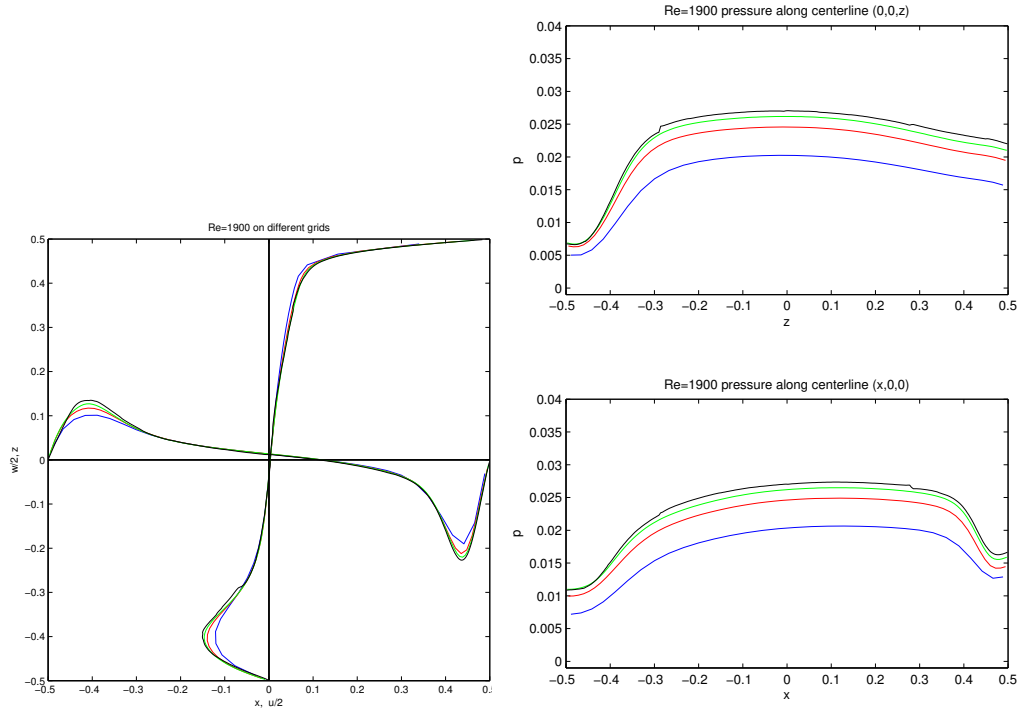 Re=1900 on different grids
0.5
0.4
0.3
0.2
0.1
0
−0.1
−0.2
−0.3
−0.4
−0.5
w/2, z
−0.5 −0.4 −0.3 −0.2 −0.1 0 0.1 0.2 0.3 0.4 0.5
x, u/2
Re=1900 pressure along centerline (0,0,z)
0.04
0.035
0.03
0.025
0.02
0.015
0.01
0.005
0
p
−0.5 −0.4 −0.3 −0.2 −0.1 0 0.1 0.2 0.3 0.4 0.5
z
Re=1900 pressure along centerline (x,0,0)
0.04
0.035
0.03
0.025
0.02
0.015
0.01
0.005
0
p
−0.5 −0.4 −0.3 −0.2 −0.1 0 0.1 0.2 0.3 0.4 0.5
x